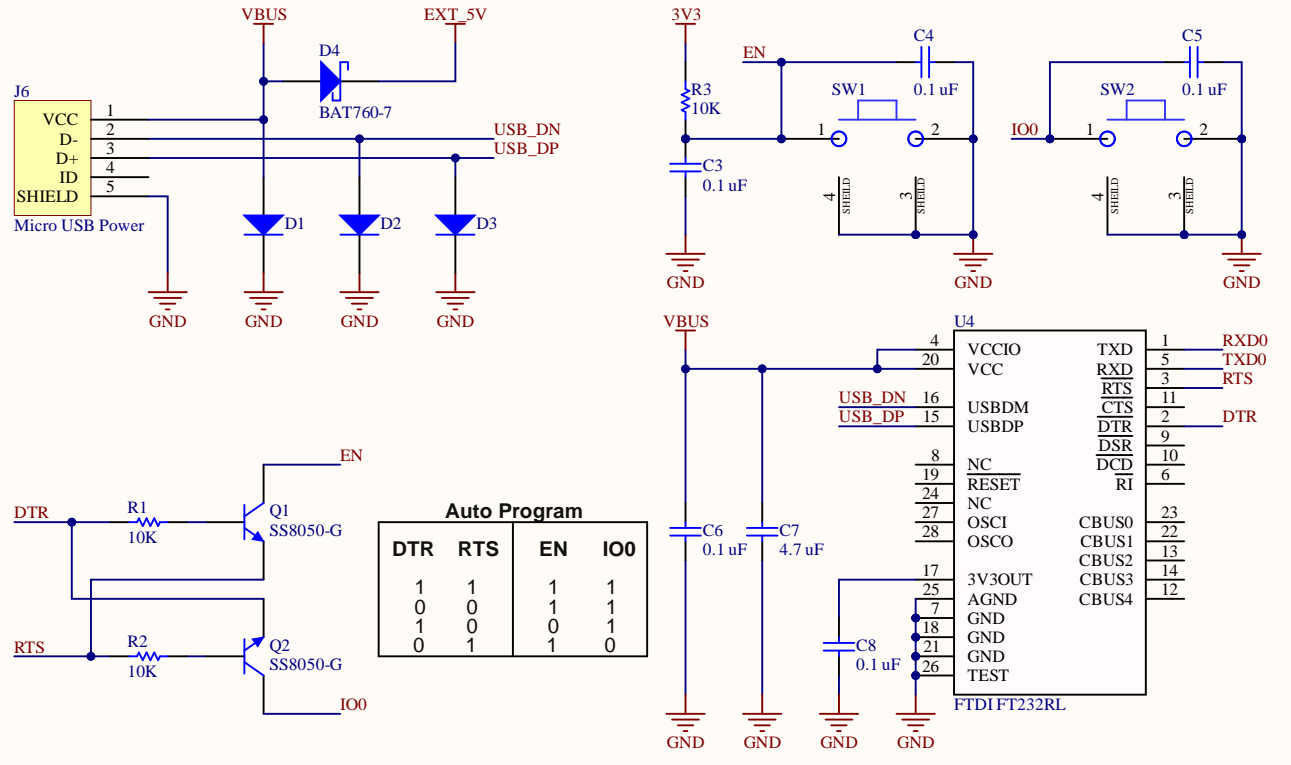 VBUS
EXT_5V
D4
BAT760-7
J6
VCC 1
D- 2
D+ 3
ID 4
SHIELD 5
Micro USB Power
USB_DN
USB_DP
D1
D2
D3
GND
GND
GND
GND
3V3
EN
R3
10K
C3
0.1 uF
GND
C4
0.1 uF
SW1
1
2
4
SHEILD
3
SHEILD
GND
C5
0.1 uF
SW2
IO0
1
2
4
SHEILD
3
SHEILD
GND
DTR
R1
10K
Q1
SS8050-G
EN
RTS
R2
10K
Q2
SS8050-G
IO0
Auto Program
DTR RTS EN IO0
1 1 1 1
0 0 1 1
1 0 0 1
0 1 1 0
VBUS
C6
0.1 uF
GND
C7
4.7 uF
GND
C8
0.1 uF
GND
GND
USB_DN
USB_DP
U4
4 VCCIO
20 VCC
16 USBDM
15 USBDP
8 NC
19 RESET
24 NC
27 OSCI
28 OSCO
17 3V3OUT
25 AGND
7 GND
18 GND
21 GND
26 TEST
TXD 1 RXD0
RXD 5 TXD0
RTS 3 RTS
CTS 11
DTR 2 DTR
DSR 9
DCD 10
RI 6
CBUS0 23
CBUS1 22
CBUS2 13
CBUS3 14
CBUS4 12
FTDI FT232RL